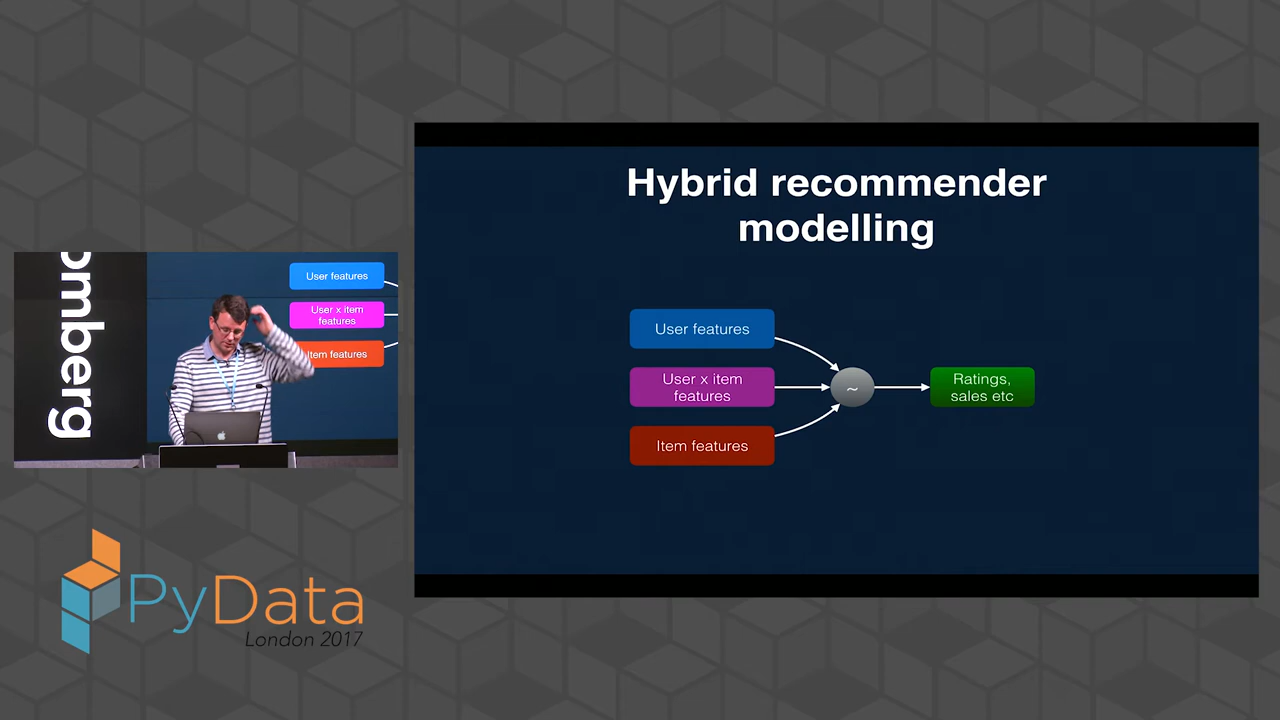 Hybrid recommender
modelling
User features
User x item
features
Item features
~
Ratings,
sales etc
omberg
User features
User x item
features
Item features
PyData
London 2017